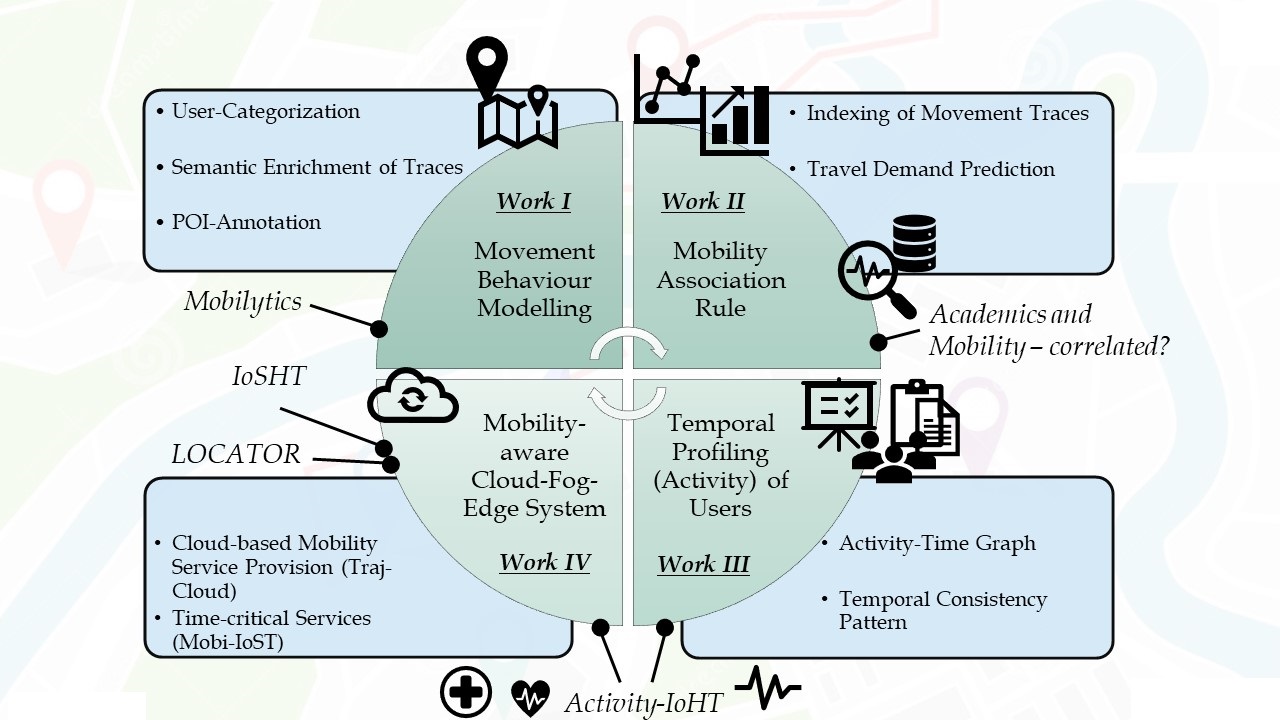 • User-Categorization
• Semantic Enrichment of Traces
• POI-Annotation
Work I
Movement
Behaviour
Modelling
Work II
Mobility
Association
Rule
• Indexing of Movement Traces
• Travel Demand Prediction
Mobilytics
Academics and
Mobility – correlated?
IoSHT
LOCATOR
Mobility-
aware
Cloud-Fog-
Edge System
Work IV
Temporal
Profiling
(Activity) of
Users
Work III
• Cloud-based Mobility
Service Provision (Traj-
Cloud)
• Time-critical Services
(Mobi-IoST)
• Activity-Time Graph
• Temporal Consistency
Pattern
Activity-IoHT